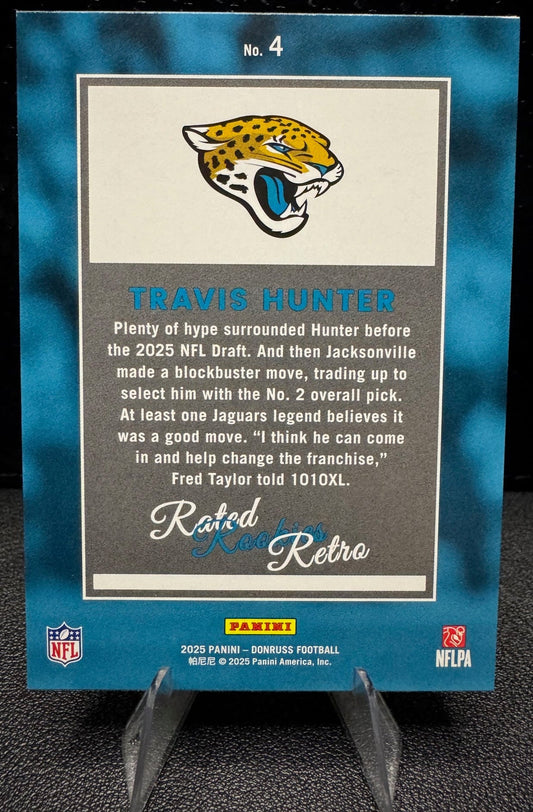 No. 4
TRAVIS HUNTER
Plenty of hype surrounded Hunter before
the 2025 NFL Draft. And then Jacksonville
made a blockbuster move, trading up to
select him with the No. 2 overall pick.
At least one Jaguars legend believes it
was a good move. “I think he can come
in and help change the franchise,”
Fred Taylor told 1010XL.
Rated
Rookies
Retro
PANINI
NFL
2025 PANINI – DONRUSS FOOTBALL
帕尼尼 © 2025 Panini America, Inc.
NFLPA